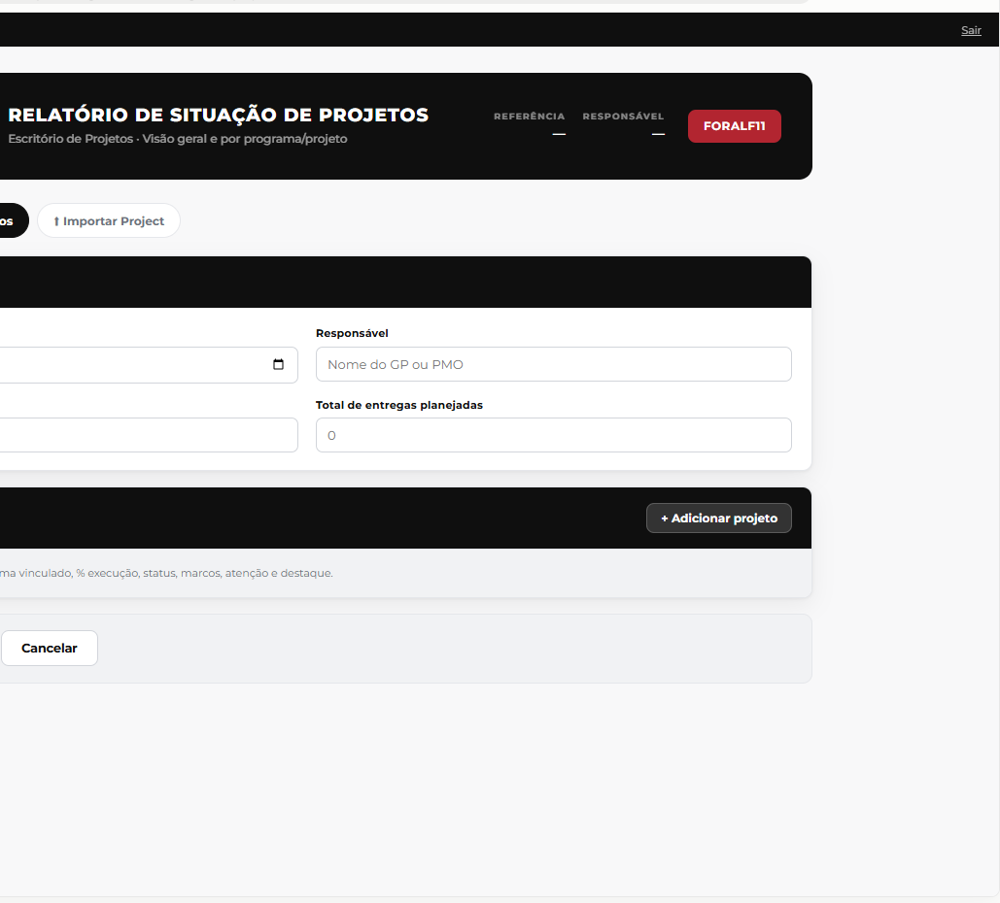 Sair
RELATÓRIO DE SITUAÇÃO DE PROJETOS
Escritório de Projetos · Visão geral e por programa/projeto
REFERÊNCIA
—
RESPONSÁVEL
—
FORALF11
os
⬆ Importar Project
Responsável
Nome do GP ou PMO
Total de entregas planejadas
0
+ Adicionar projeto
ma vinculado, % execução, status, marcos, atenção e destaque.
Cancelar